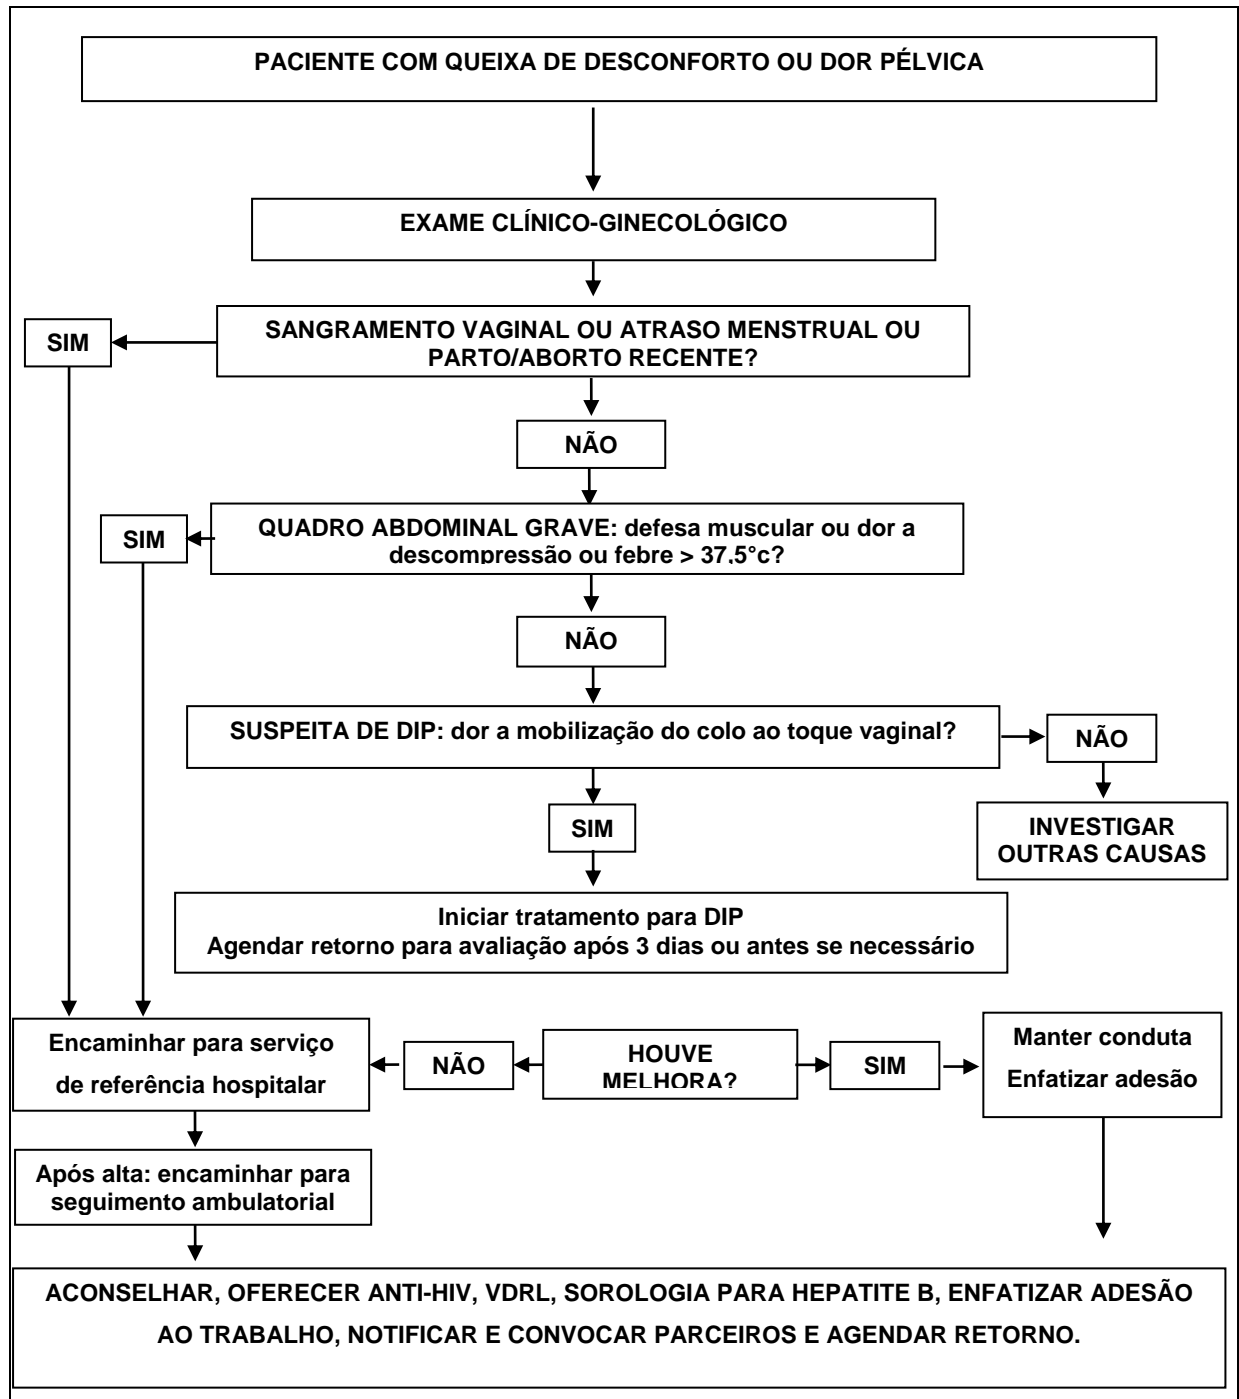 PACIENTE COM QUEIXA DE DESCONFORTO OU DOR PÉLVICA
EXAME CLÍNICO-GINECOLÓGICO
SANGRAMENTO VAGINAL OU ATRASO MENSTRUAL OU
PARTO/ABORTO RECENTE?
SIM
NÃO
QUADRO ABDOMINAL GRAVE: defesa muscular ou dor a
descompressão ou febre > 37,5°c?
SIM
NÃO
SUSPEITA DE DIP: dor a mobilização do colo ao toque vaginal?
NÃO
SIM
INVESTIGAR
OUTRAS CAUSAS
Iniciar tratamento para DIP
Agendar retorno para avaliação após 3 dias ou antes se necessário
Encaminhar para serviço
de referência hospitalar
NÃO
HOUVE
MELHORA?
SIM
Manter conduta
Enfatizar adesão
Após alta: encaminhar para
seguimento ambulatorial
ACONSELHAR, OFERECER ANTI-HIV, VDRL, SOROLOGIA PARA HEPATITE B, ENFATIZAR ADESÃO
AO TRABALHO, NOTIFICAR E CONVOCAR PARCEIROS E AGENDAR RETORNO.